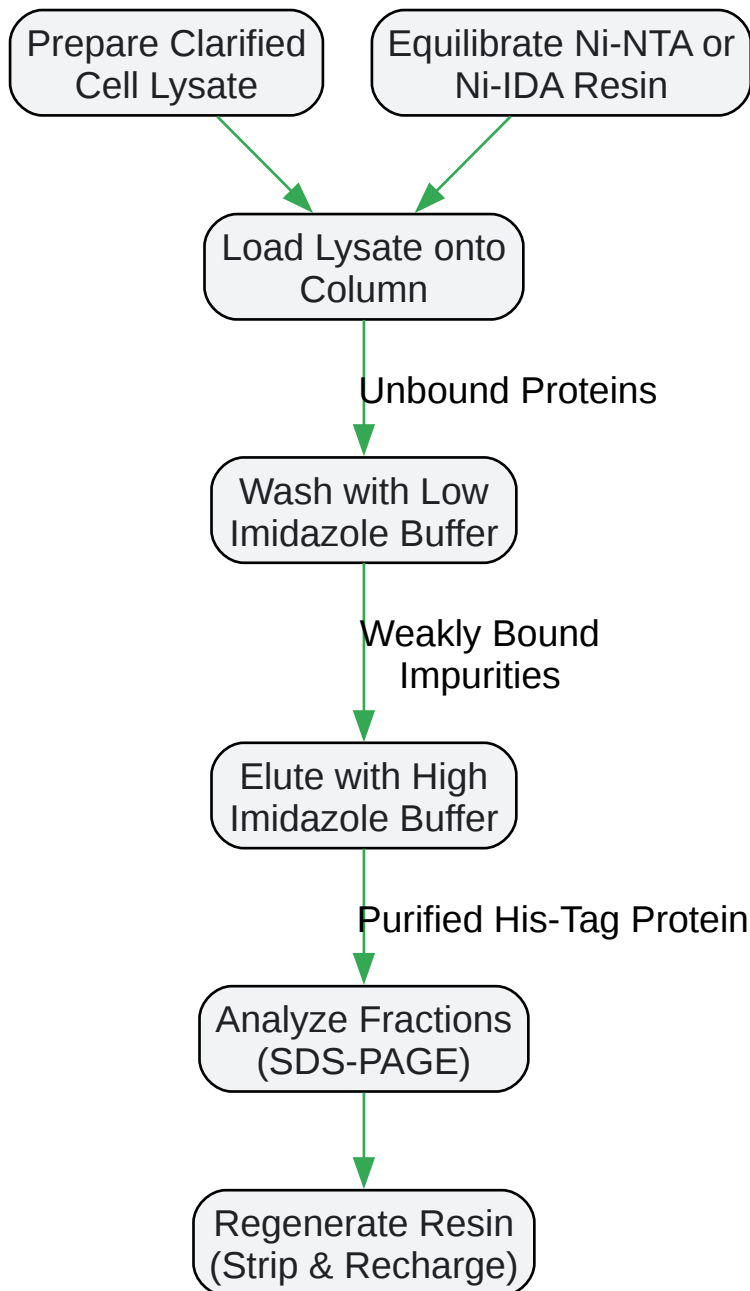 Prepare Clarified
Cell Lysate
Equilibrate Ni-NTA or
Ni-IDA Resin
Load Lysate onto
Column
Unbound Proteins
Wash with Low
Imidazole Buffer
Weakly Bound
Impurities
Elute with High
Imidazole Buffer
Purified His-Tag Protein
Analyze Fractions
(SDS-PAGE)
Regenerate Resin
(Strip & Recharge)